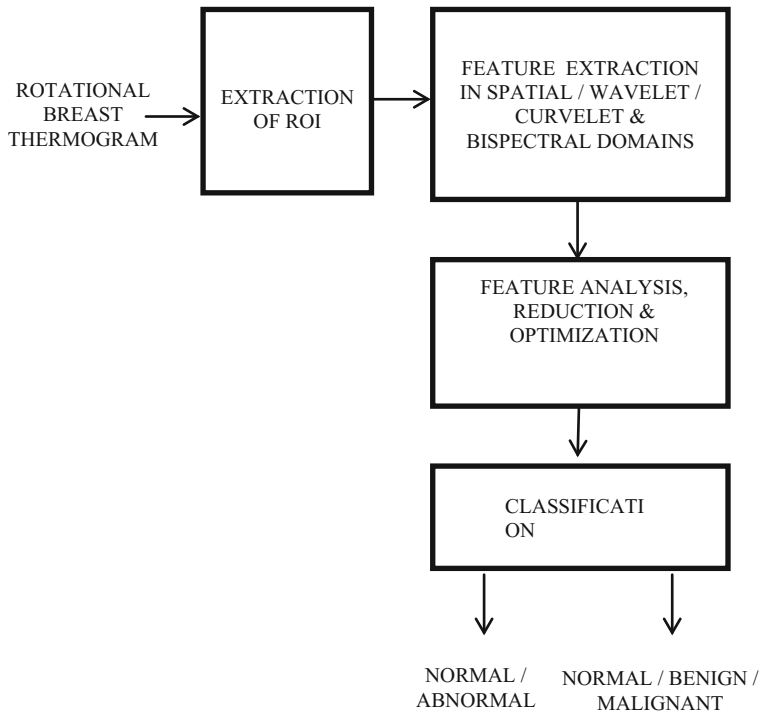 ROTATIONAL
BREAST
THERMOGRAM
EXTRACTION
OF ROI
FEATURE EXTRACTION
IN SPATIAL / WAVELET /
CURVELET &
BISPECTRAL DOMAINS
FEATURE ANALYSIS,
REDUCTION &
OPTIMIZATION
CLASSIFICATI
ON
NORMAL /
ABNORMAL
NORMAL / BENIGN /
MALIGNANT